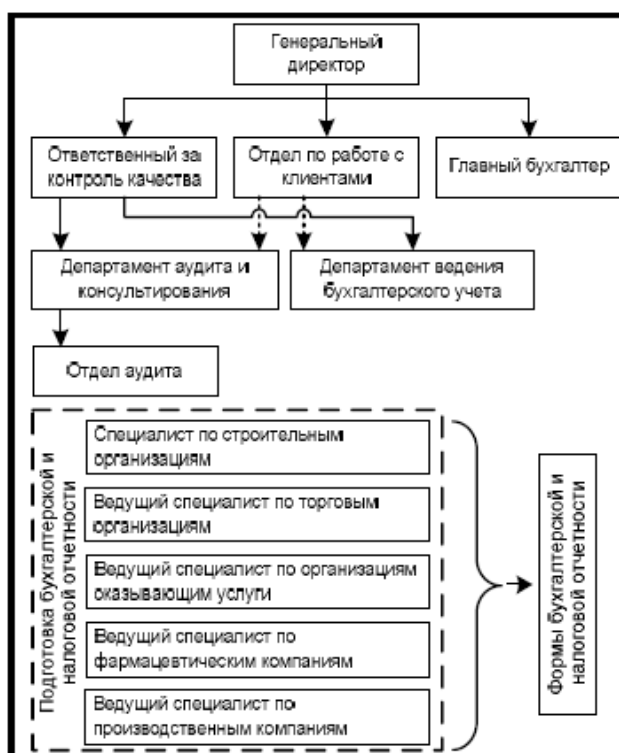 Генеральный
директор
Ответственный за
контроль качества
Отдел по работе с
клиентами
Главный бухгалтер
Департамент аудита и
консультирования
Департамент ведения
бухгалтерского учета
Отдел аудита
Подготовка бухгалтерской и
налоговой отчетности
Специалист по строительным
организациям
Ведущий специалист по торговым
организациям
Ведущий специалист по организациям
оказывающим услуги
Ведущий специалист по
фармацевтическим компаниям
Ведущий специалист по
производственным компаниям
Формы бухгалтерской и
налоговой отчетности